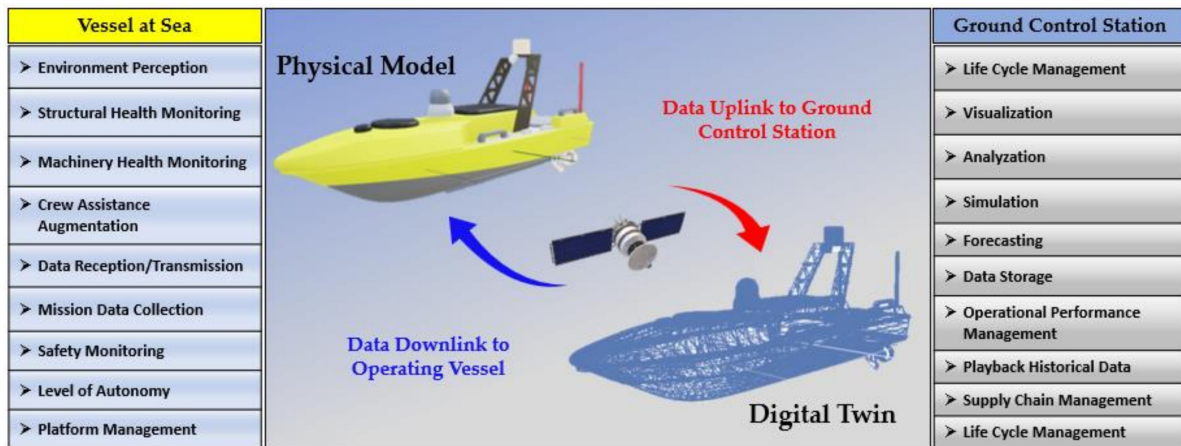 Vessel at Sea
➤ Environment Perception
➤ Structural Health Monitoring
➤ Machinery Health Monitoring
➤ Crew Assistance
Augmentation
➤ Data Reception/Transmission
➤ Mission Data Collection
➤ Safety Monitoring
➤ Level of Autonomy
➤ Platform Management
Physical Model
Data Uplink to Ground
Control Station
Data Downlink to
Operating Vessel
Digital Twin
Ground Control Station
➤ Life Cycle Management
➤ Visualization
➤ Analyzation
➤ Simulation
➤ Forecasting
➤ Data Storage
➤ Operational Performance
Management
➤ Playback Historical Data
➤ Supply Chain Management
➤ Life Cycle Management